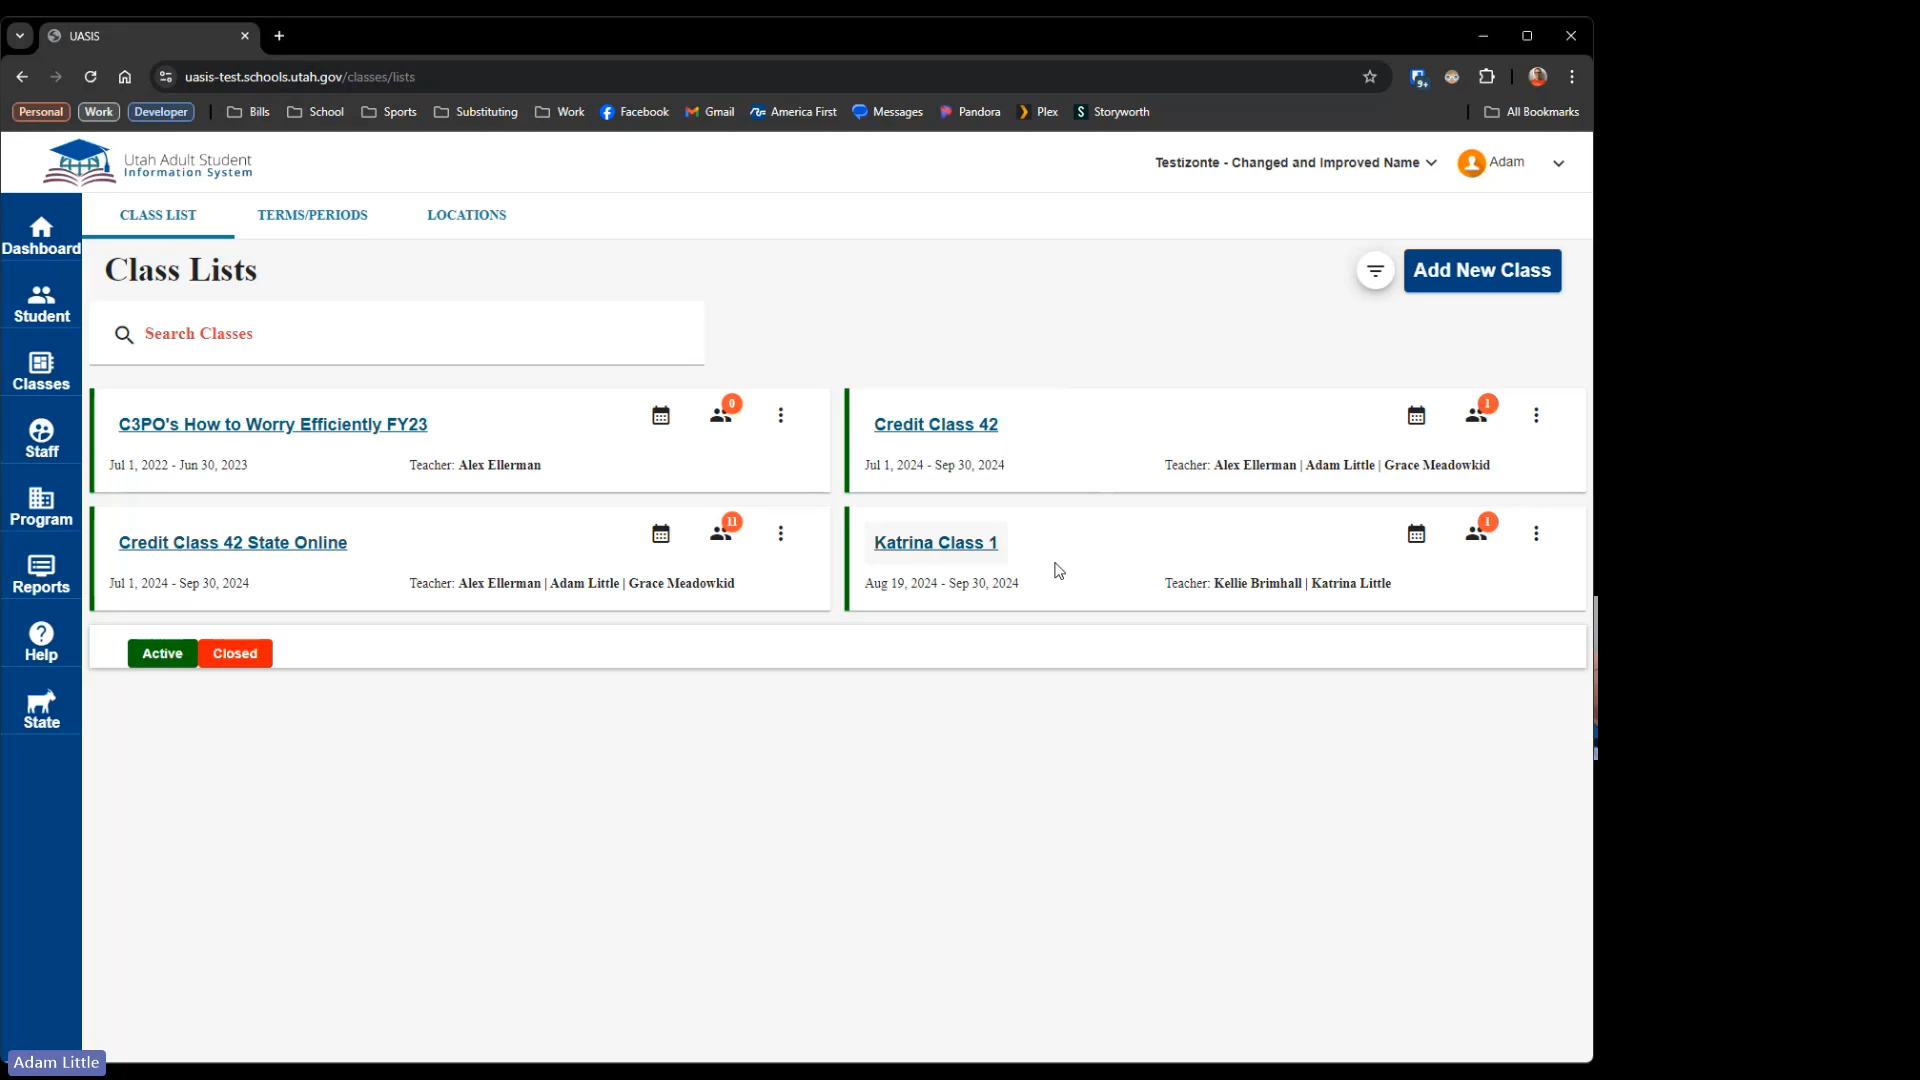 UASIS
uasis-test.schools.utah.gov/classes/lists
9+
Personal Work Developer Bills School Sports Substituting Work Facebook Gmail America First Messages Pandora Plex Storyworth All Bookmarks
Utah Adult Student
Information System
Testizonte - Changed and Improved Name Adam
CLASS LIST TERMS/PERIODS LOCATIONS
Dashboard
Student
Classes
Staff
Program
Reports
Help
State
Class Lists
Add New Class
Search Classes
C3PO's How to Worry Efficiently FY23
0
Jul 1, 2022 - Jun 30, 2023 Teacher: Alex Ellerman
Credit Class 42
1
Jul 1, 2024 - Sep 30, 2024 Teacher: Alex Ellerman | Adam Little | Grace Meadowkid
Credit Class 42 State Online
11
Jul 1, 2024 - Sep 30, 2024 Teacher: Alex Ellerman | Adam Little | Grace Meadowkid
Katrina Class 1
1
Aug 19, 2024 - Sep 30, 2024 Teacher: Kellie Brimhall | Katrina Little
Active Closed
Adam Little